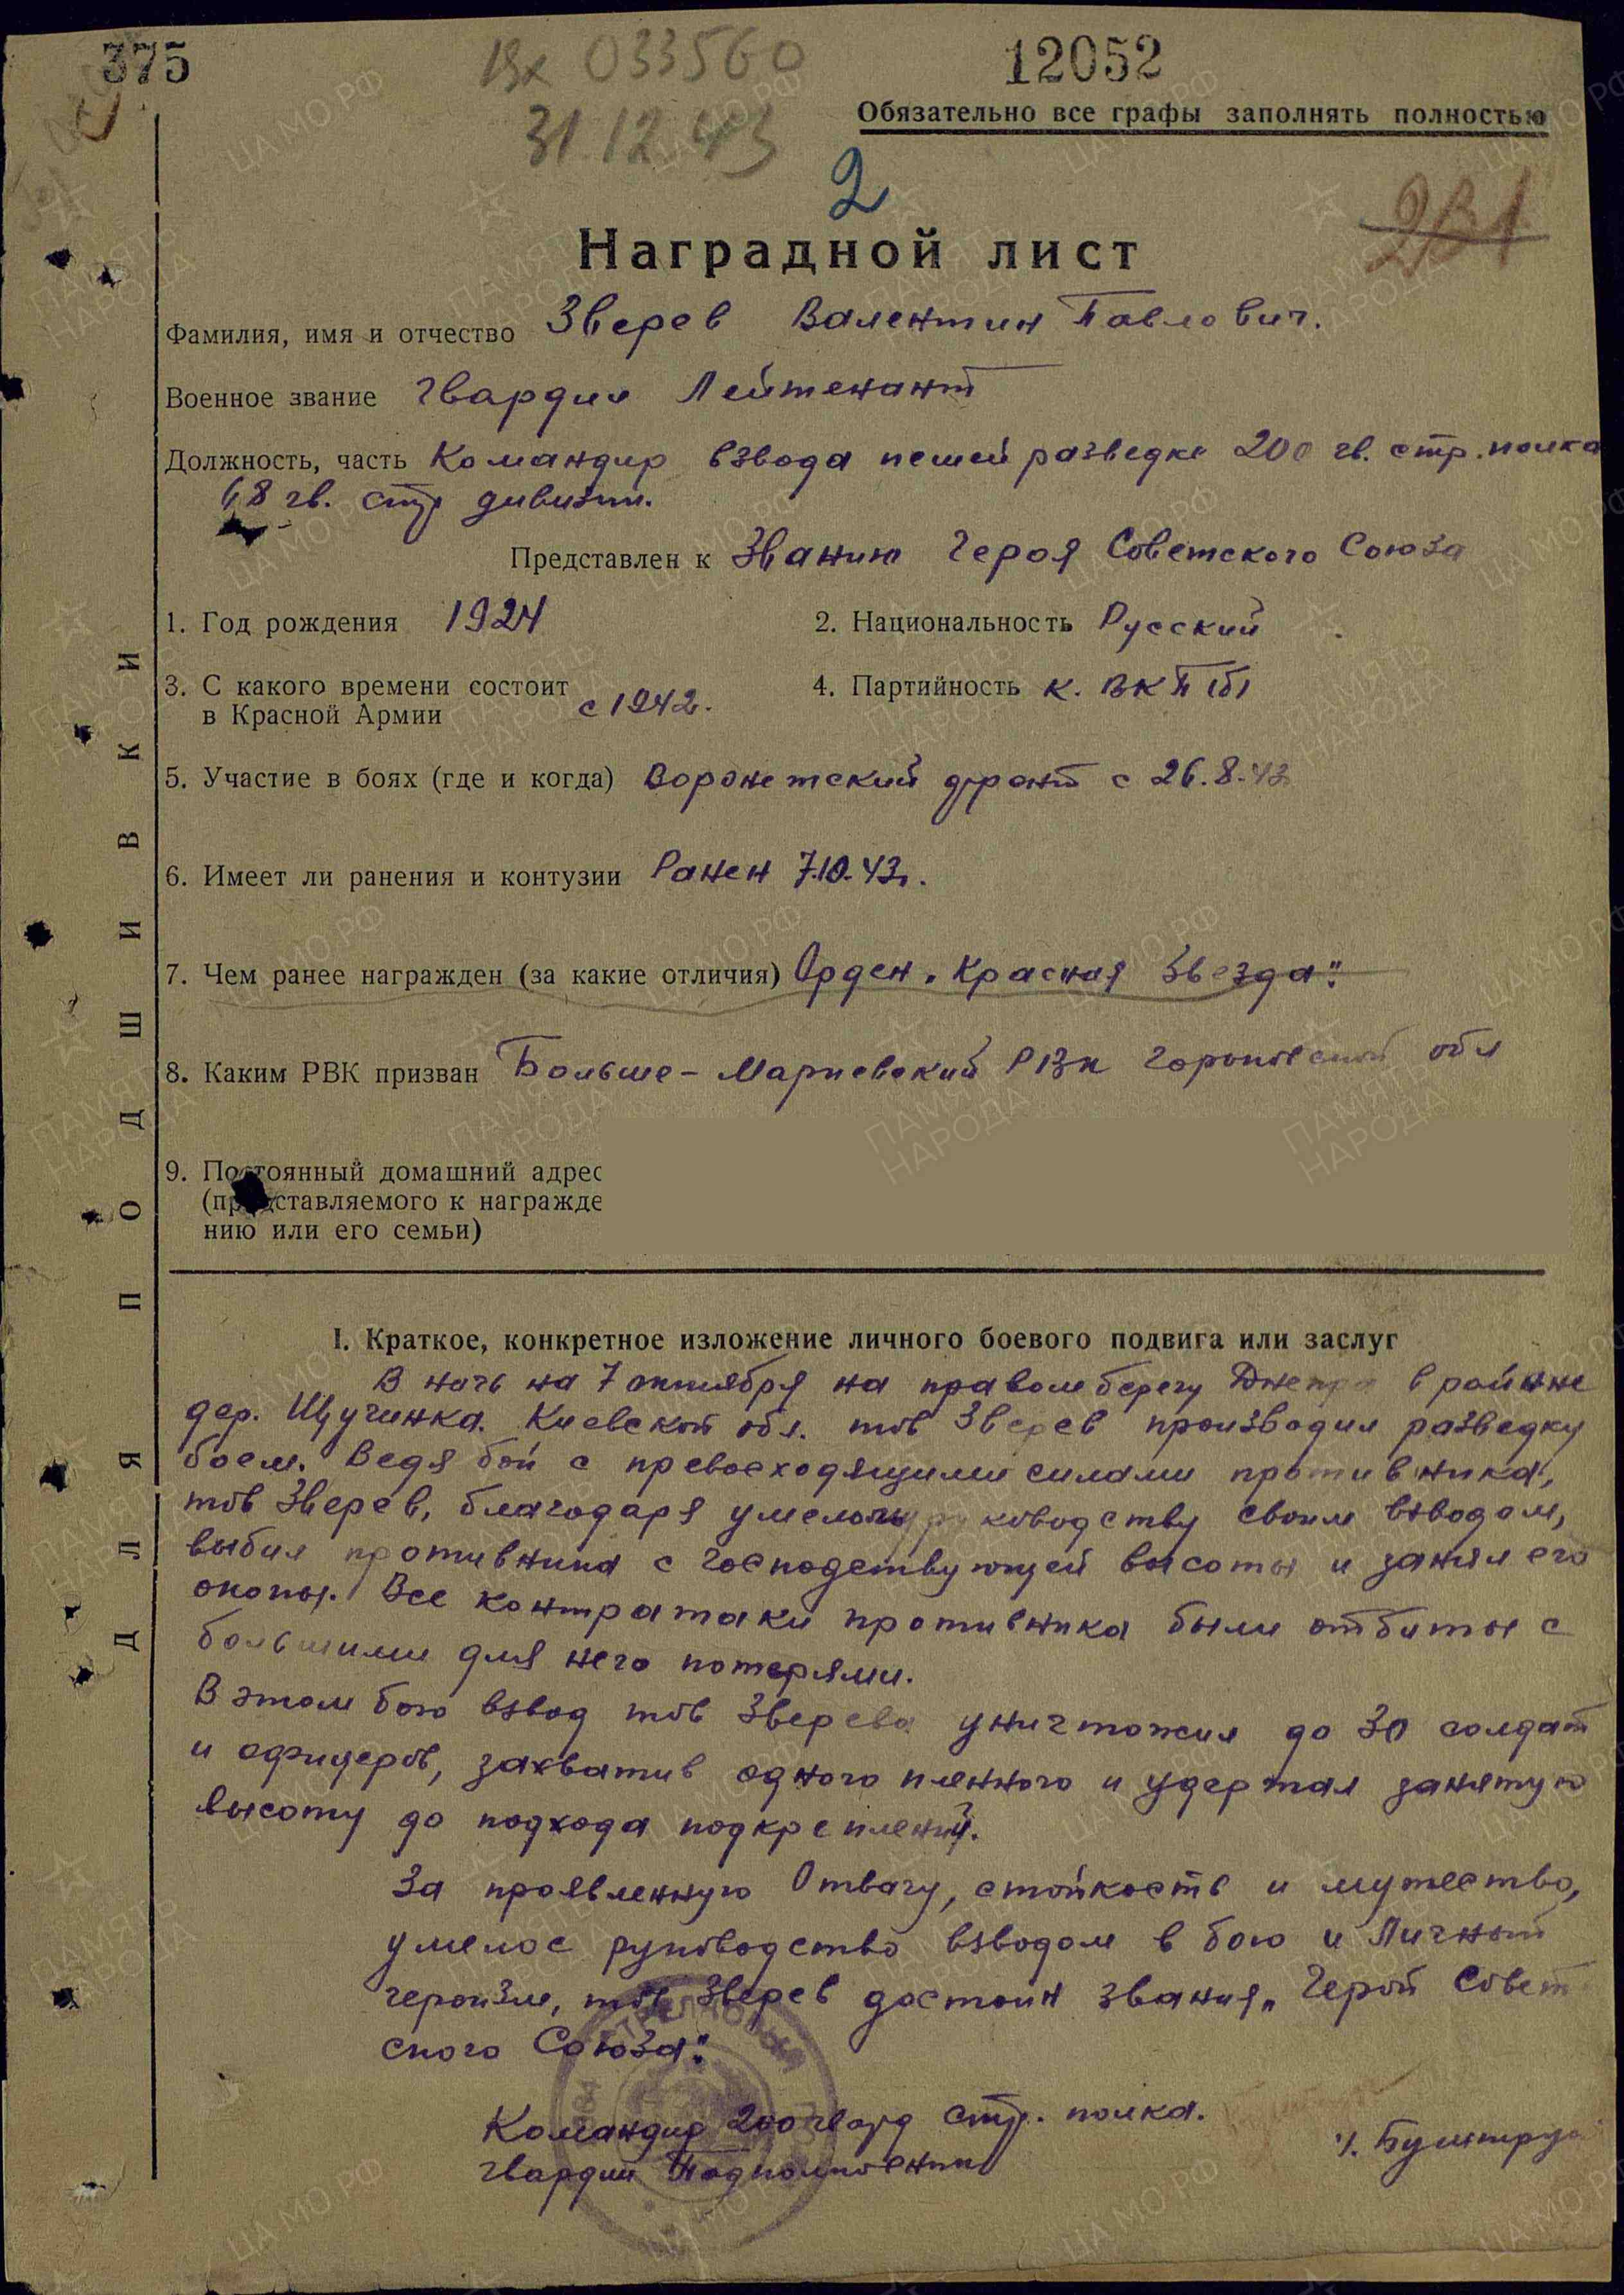 375
Вх 033560
12052
31.12.43
Обязательно все графы заполнять полностью
2
281
Наградной лист
Фамилия, имя и отчество Зверев Валентин Павлович.
Военное звание Гвардии Лейтенант
Должность, часть Командир взвода пешей разведке 200 гв. стр. полка
68 гв. стр дивизии.
Представлен к Званию Героя Советского Союза
1. Год рождения 1924
2. Национальность Русский
3. С какого времени состоит
в Красной Армии с 1942.
4. Партийность к. ВКП(б)
5. Участие в боях (где и когда) Воронежский фронт с 26.8.43
6. Имеет ли ранения и контузии Ранен 7.10.43г.
7. Чем ранее награжден (за какие отличия) Орден „Красная Звезда".
8. Каким РВК призван Больше-Мариевский РВК Горьковской обл
9. Постоянный домашний адрес
(представляемого к награжде
нию или его семьи)
ДЛЯ ПОДШИВКИ
I. Краткое, конкретное изложение личного боевого подвига или заслуг
В ночь на 7 октября на правом берегу Днепра в районе
дер. Щучинка. Киевской обл. тов Зверев производил разведку
боем. Ведя бой с превосходящими силами противника,
тов Зверев, благодаря умелому руководству своим взводом,
выбил противника с господствующей высоты и занял его
окопы. Все контратаки противника были отбиты с
большими для него потерями.
В этом бою взвод тов Зверева уничтожил до 30 солдат
и офицеров, захватив одного пленного и удержал занятую
высоту до подхода подкреплений.
За проявленную Отвагу, стойкость и мужество,
умелое руководство взводом в бою и Личный
героизм, тов Зверев достоин звания „Герой Совет
ского Союза".
Командир 200 гвард стр. полка.
гвардии Подполковник